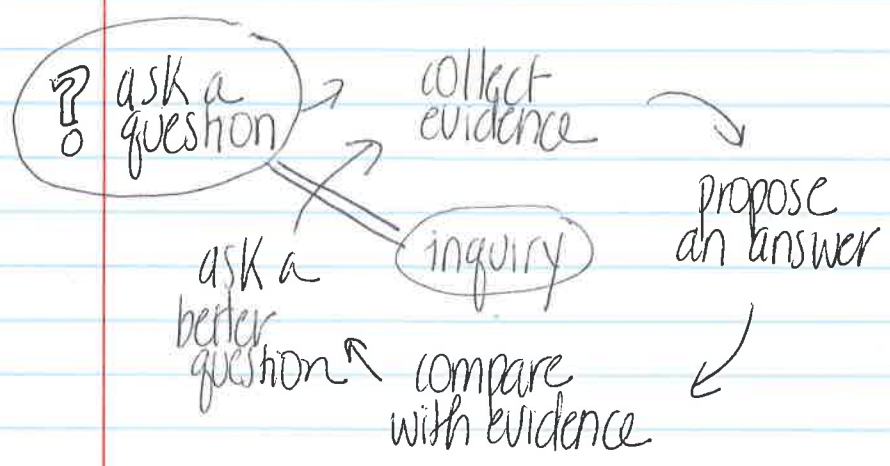 ? ask a
question
collect
evidence
propose
an answer
inquiry
ask a
better
question
compare
with evidence